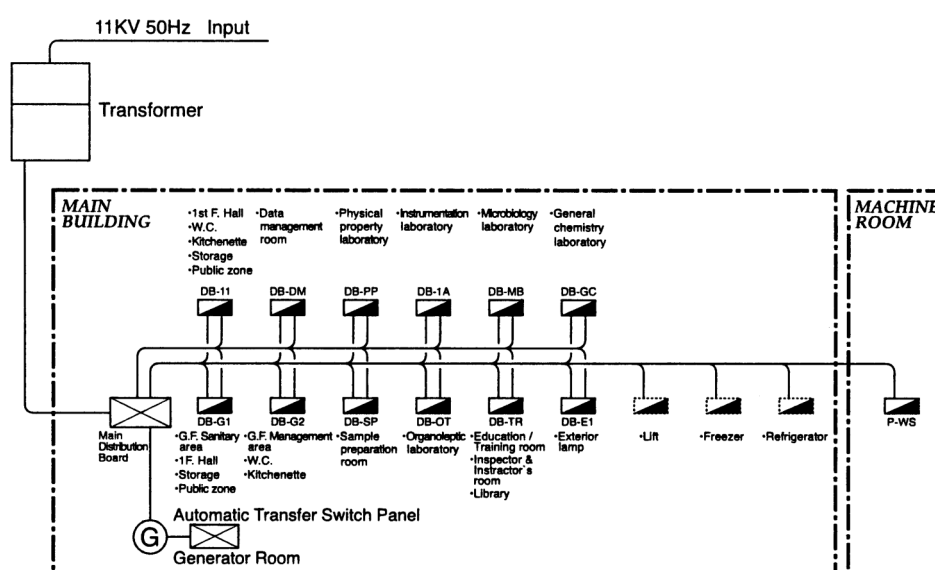 11KV 50Hz Input
Transformer
MAIN
BUILDING
MACHINE
ROOM
•1st F. Hall
•W.C.
•Kitchenette
•Storage
•Public zone
•Data
management
room
•Physical
property
laboratory
•Instrumentation
laboratory
•Microbiology
laboratory
•General
chemistry
laboratory
DB-11 DB-DM DB-PP DB-1A DB-MB DB-GC
Main
Distribution
Board
DB-G1 DB-G2 DB-SP DB-OT DB-TR DB-E1 P-WS
•G.F. Sanitary
area
•1F. Hall
•Storage
•Public zone
•G.F. Management
area
•W.C.
•Kitchenette
•Sample
preparation
room
•Organoleptic
laboratory
•Education /
Training room
•Inspector &
Instractor`s
room
•Library
•Exterior
lamp
•Lift
•Freezer
•Refrigerator
Automatic Transfer Switch Panel
G
Generator Room